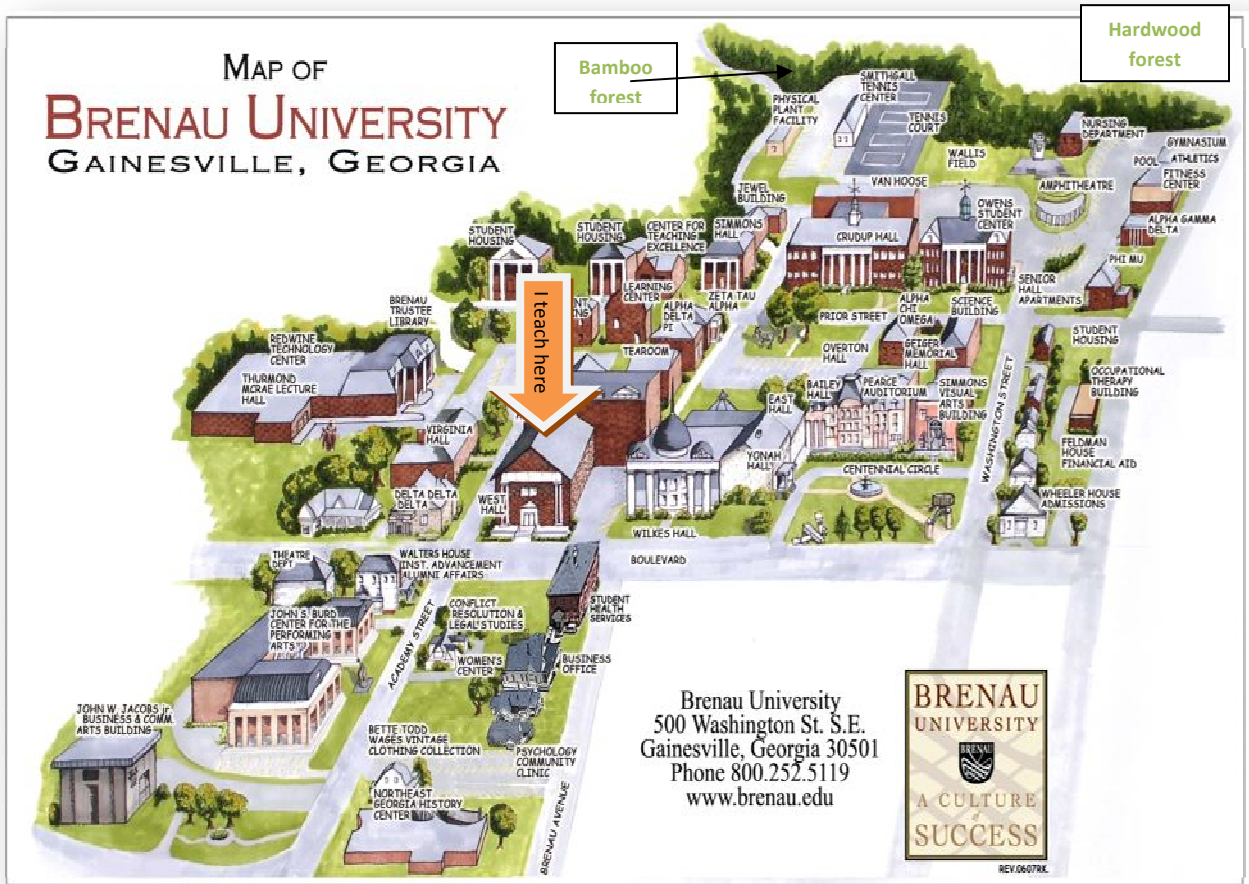 MAP OF
BRENAU UNIVERSITY
GAINESVILLE, GEORGIA
Bamboo
forest
Hardwood
forest
PHYSICAL
PLANT
FACILITY
SMITHGALL
TENNIS
CENTER
TENNIS
COURT
WALLIS
FIELD
NURSING
DEPARTMENT
GYMNASIUM
POOL
ATHLETICS
FITNESS
CENTER
AMPHITHEATRE
ALPHA GAMMA
DELTA
PHI MU
JEWEL
BUILDING
VAN HOOSE
OWENS
STUDENT
CENTER
CRUDUP HALL
STUDENT
HOUSING
STUDENT
HOUSING
CENTER FOR
TEACHING
EXCELLENCE
SIMMONS
HALL
LEARNING
CENTER
ALPHA
DELTA
PI
ZETA TAU
ALPHA
I teach here
TEAROOM
SENIOR
HALL
APARTMENTS
PRIOR STREET
ALPHA
CHI
OMEGA
SCIENCE
BUILDING
OVERTON
HALL
GEIGER
MEMORIAL
HALL
STUDENT
HOUSING
OCCUPATIONAL
THERAPY
BUILDING
BRENAU
TRUSTEE
LIBRARY
REDWINE
TECHNOLOGY
CENTER
THURMOND
MCRAE LECTURE
HALL
VIRGINIA
HALL
DELTA DELTA
DELTA
WEST
HALL
EAST
HALL
YONAH
HALL
BAILEY
HALL
PEARCE
AUDITORIUM
SIMMONS
VISUAL
ARTS
BUILDING
WASHINGTON STREET
FELDMAN
HOUSE
FINANCIAL AID
CENTENNIAL CIRCLE
WHEELER HOUSE
ADMISSIONS
WILKES HALL
BOULEVARD
THEATRE
DEPT
WALTERS HOUSE
INST. ADVANCEMENT
ALUMNI AFFAIRS
JOHN S. BURD
CENTER FOR THE
PERFORMING
ARTS
ACADEMY STREET
CONFLICT
RESOLUTION &
LEGAL STUDIES
STUDENT
HEALTH
SERVICES
WOMEN'S
CENTER
BUSINESS
OFFICE
JOHN W. JACOBS jr.
BUSINESS & COMM.
ARTS BUILDING
BETTE TODD
WAGES VINTAGE
CLOTHING COLLECTION
PSYCHOLOGY
COMMUNITY
CLINIC
NORTHEAST
GEORGIA HISTORY
CENTER
BRENAU AVENUE
Brenau University
500 Washington St. S.E.
Gainesville, Georgia 30501
Phone 800.252.5119
www.brenau.edu
BRENAU
UNIVERSITY
BRENAU
A CULTURE
of
SUCCESS
REV.0607RK.